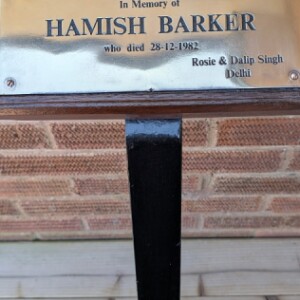 In Memory of
HAMISH BARKER
who died 28-12-1982
Rosie & Dalip Singh
Delhi